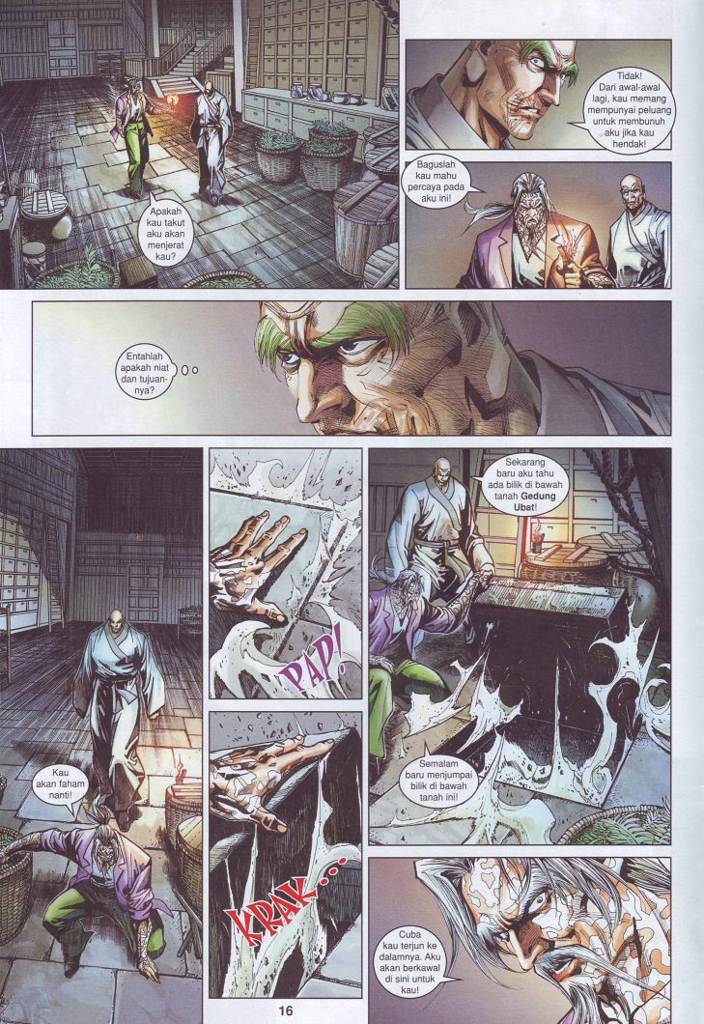 Apakah
kau takut
aku akan
menjerat
kau?
Tidak!
Dari awal-awal
lagi, kau memang
mempunyai peluang
untuk membunuh
aku jika kau
hendak!
Baguslah
kau mahu
percaya pada
aku ini!
Entahlah
apakah niat
dan tujuan-
nya?
Kau
akan faham
nanti!
PAP!
KRAK...
Sekarang
baru aku tahu
ada bilik di bawah
tanah Gedung
Ubat!
Semalam
baru menjumpai
bilik di bawah
tanah ini!
Cuba
kau terjun ke
dalamnya. Aku
akan berkawal
di sini untuk
kau!
16